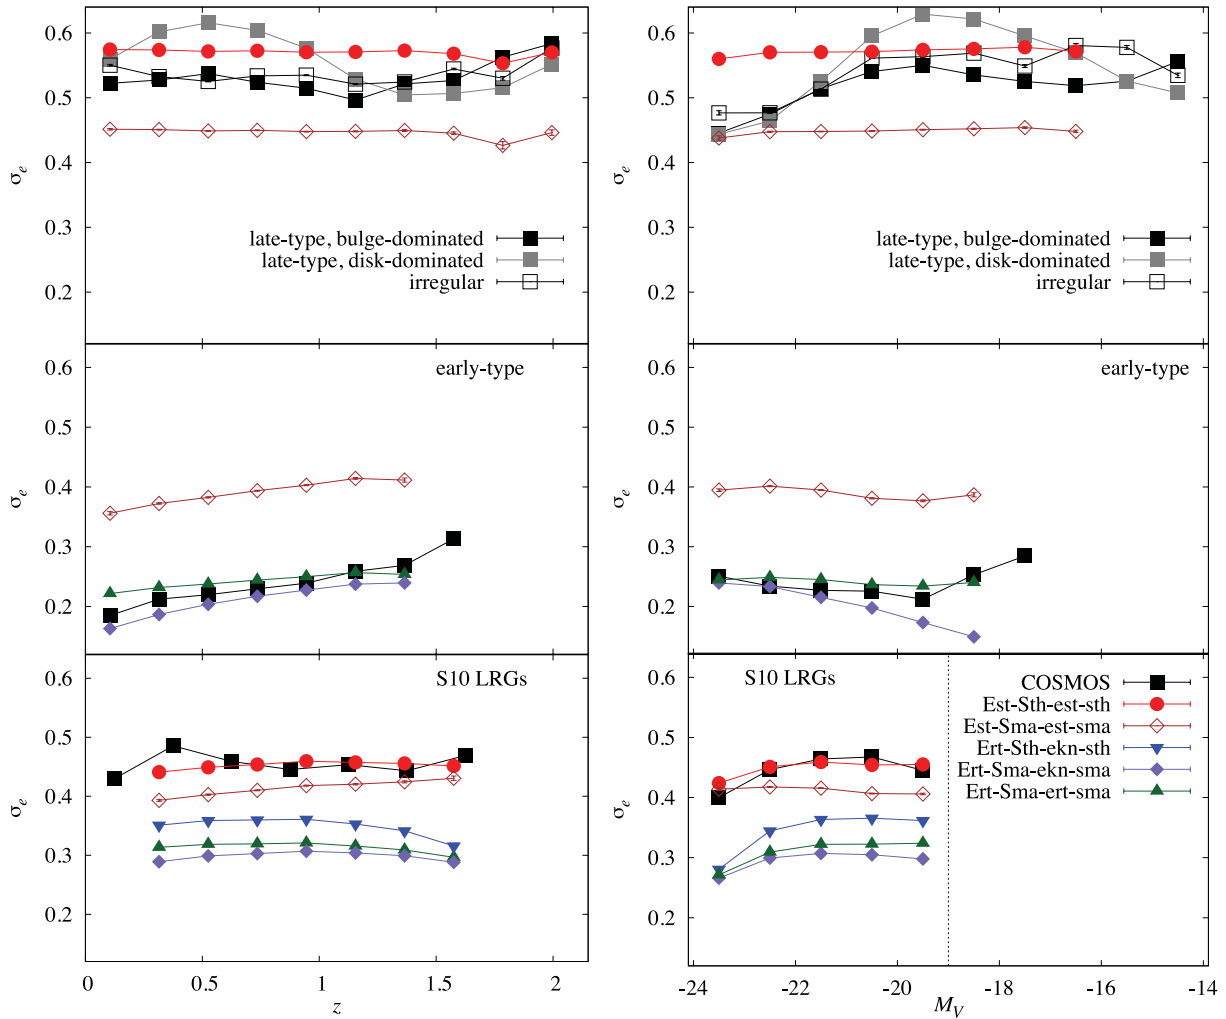 0.6
0.5
0.4
0.3
0.2
σe
late-type, bulge-dominated
late-type, disk-dominated
irregular
0.6
0.5
0.4
0.3
0.2
σe
late-type, bulge-dominated
late-type, disk-dominated
irregular
0.6
0.5
0.4
0.3
0.2
σe
early-type
0.6
0.5
0.4
0.3
0.2
σe
early-type
0.6
0.5
0.4
0.3
0.2
σe
S10 LRGs
0 0.5 1 1.5 2
z
0.6
0.5
0.4
0.3
0.2
σe
S10 LRGs
COSMOS
Est-Sth-est-sth
Est-Sma-est-sma
Ert-Sth-ekn-sth
Ert-Sma-ekn-sma
Ert-Sma-ert-sma
-24 -22 -20 -18 -16 -14
MV